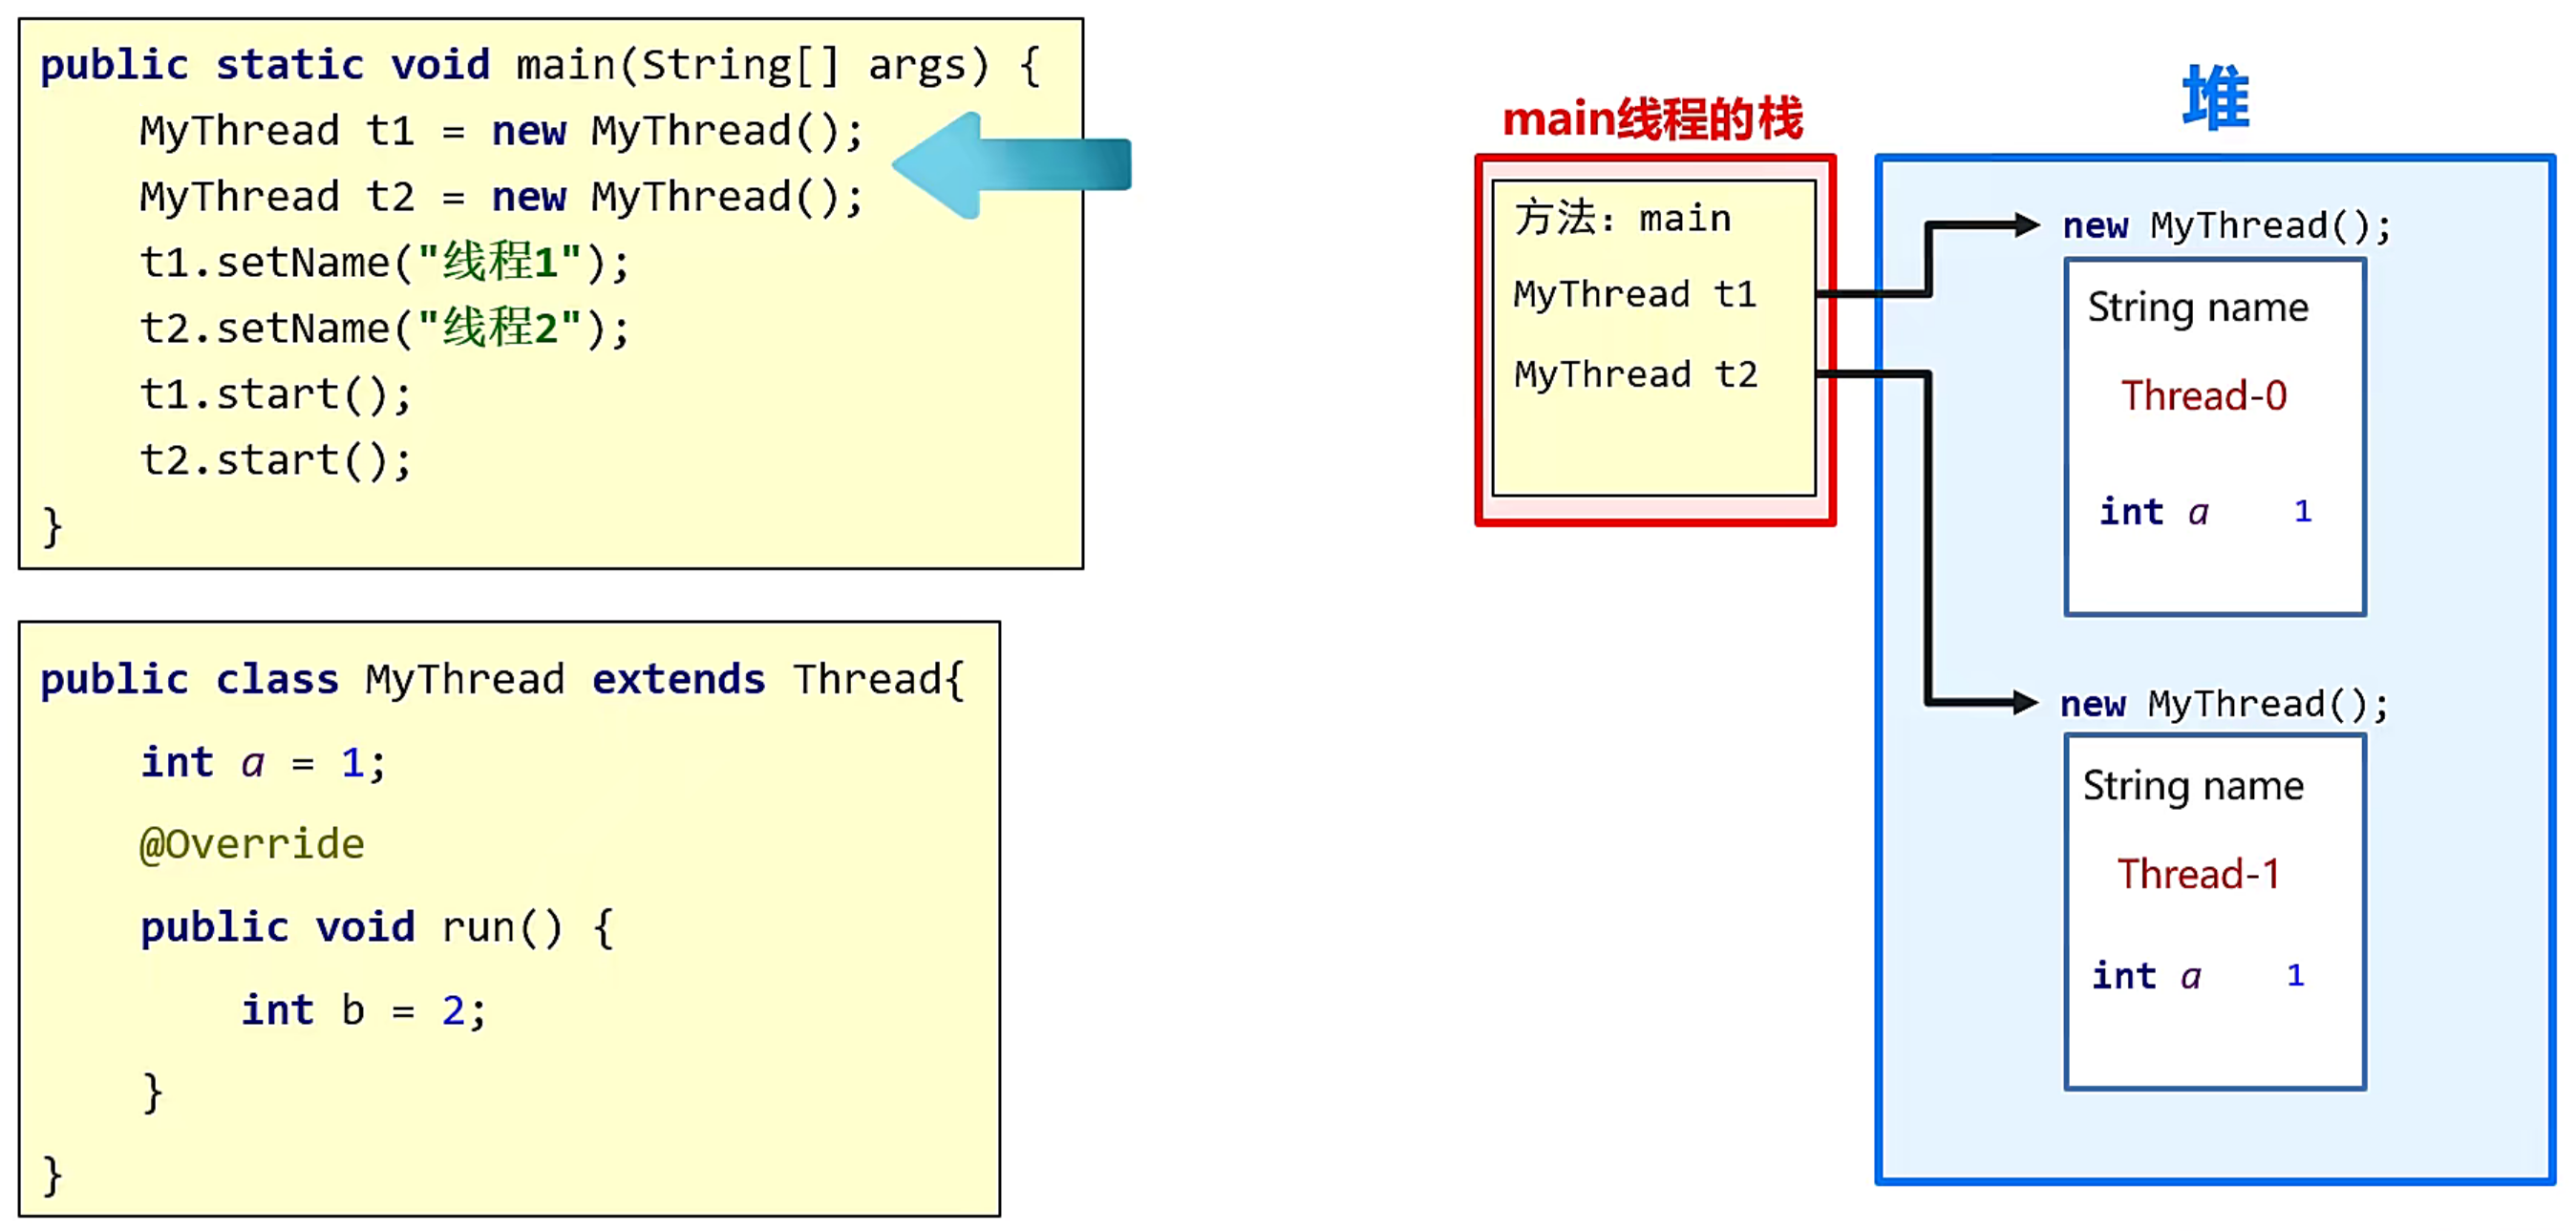 public static void main(String[] args) {
MyThread t1 = new MyThread();
MyThread t2 = new MyThread();
t1.setName("线程1");
t2.setName("线程2");
t1.start();
t2.start();
}
public class MyThread extends Thread{
int a = 1;
@Override
public void run() {
int b = 2;
}
}
main线程的栈
方法：main
MyThread t1
MyThread t2
堆
new MyThread();
String name
Thread-0
int a 1
new MyThread();
String name
Thread-1
int a 1